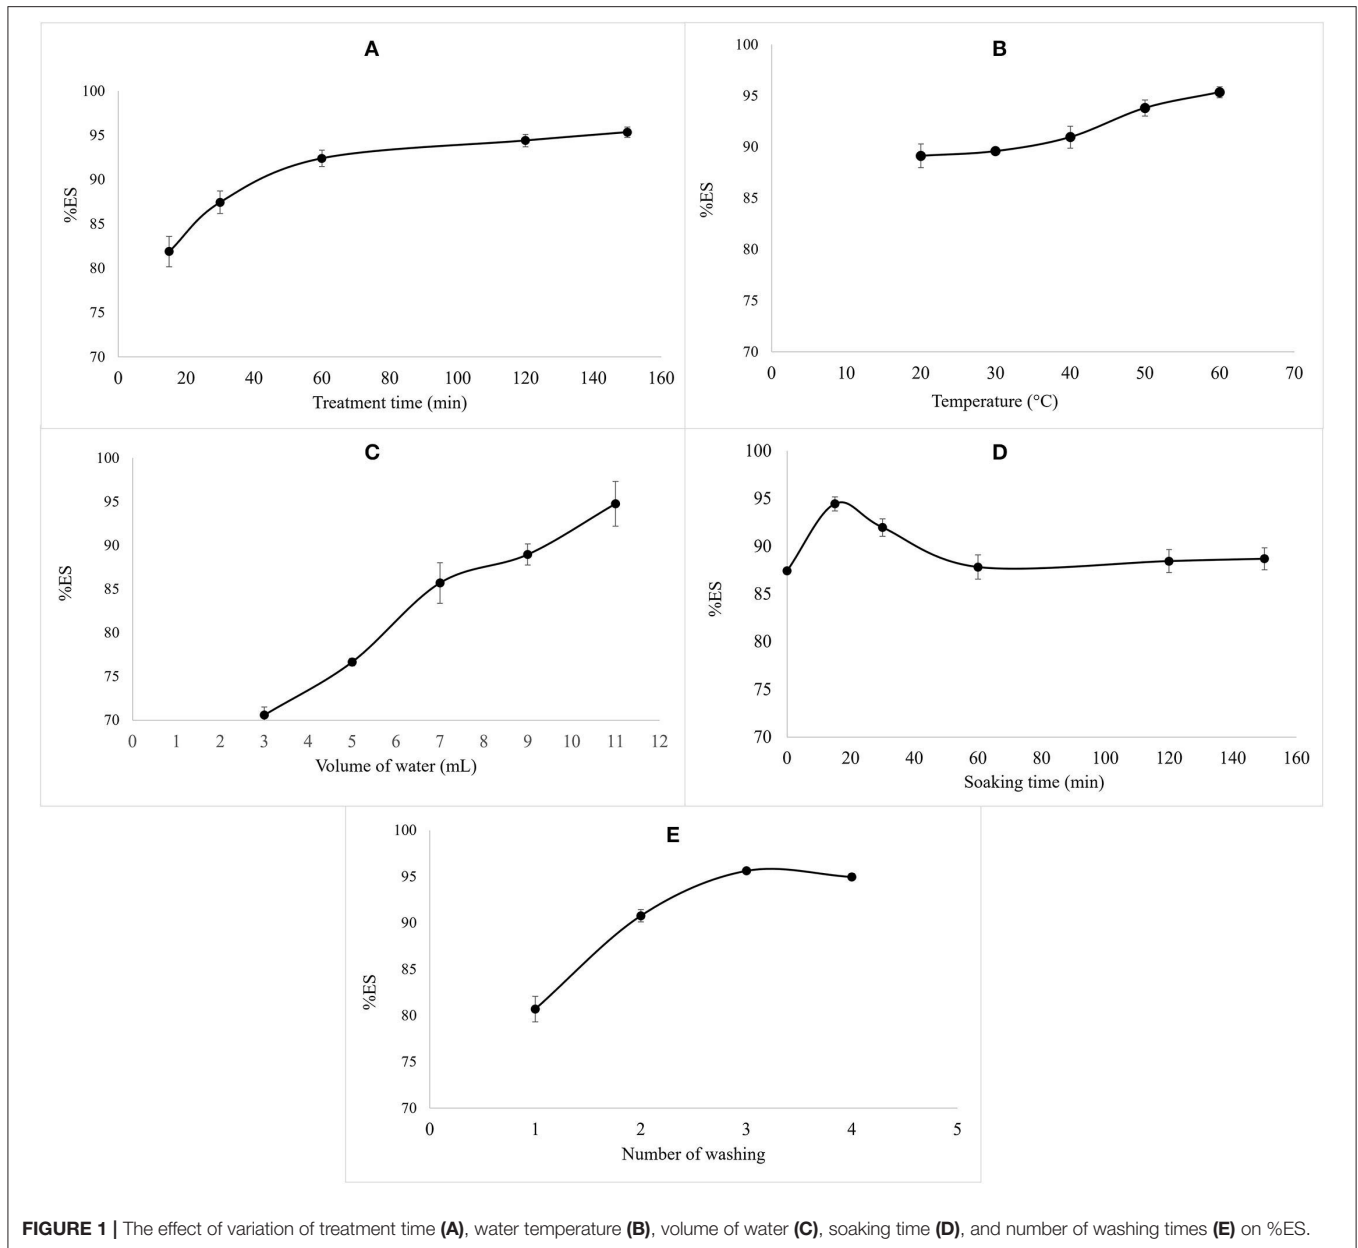 A
100
95
90
85
80
75
70
%ES
0 20 40 60 80 100 120 140 160
Treatment time (min)
B
100
95
90
85
80
75
70
%ES
0 10 20 30 40 50 60 70
Temperature (°C)
C
100
95
90
85
80
75
70
%ES
0 1 2 3 4 5 6 7 8 9 10 11 12
Volume of water (mL)
D
100
95
90
85
80
75
70
%ES
0 20 40 60 80 100 120 140 160
Soaking time (min)
E
100
95
90
85
80
75
70
%ES
0 1 2 3 4 5
Number of washing
FIGURE 1 | The effect of variation of treatment time (A), water temperature (B), volume of water (C), soaking time (D), and number of washing times (E) on %ES.